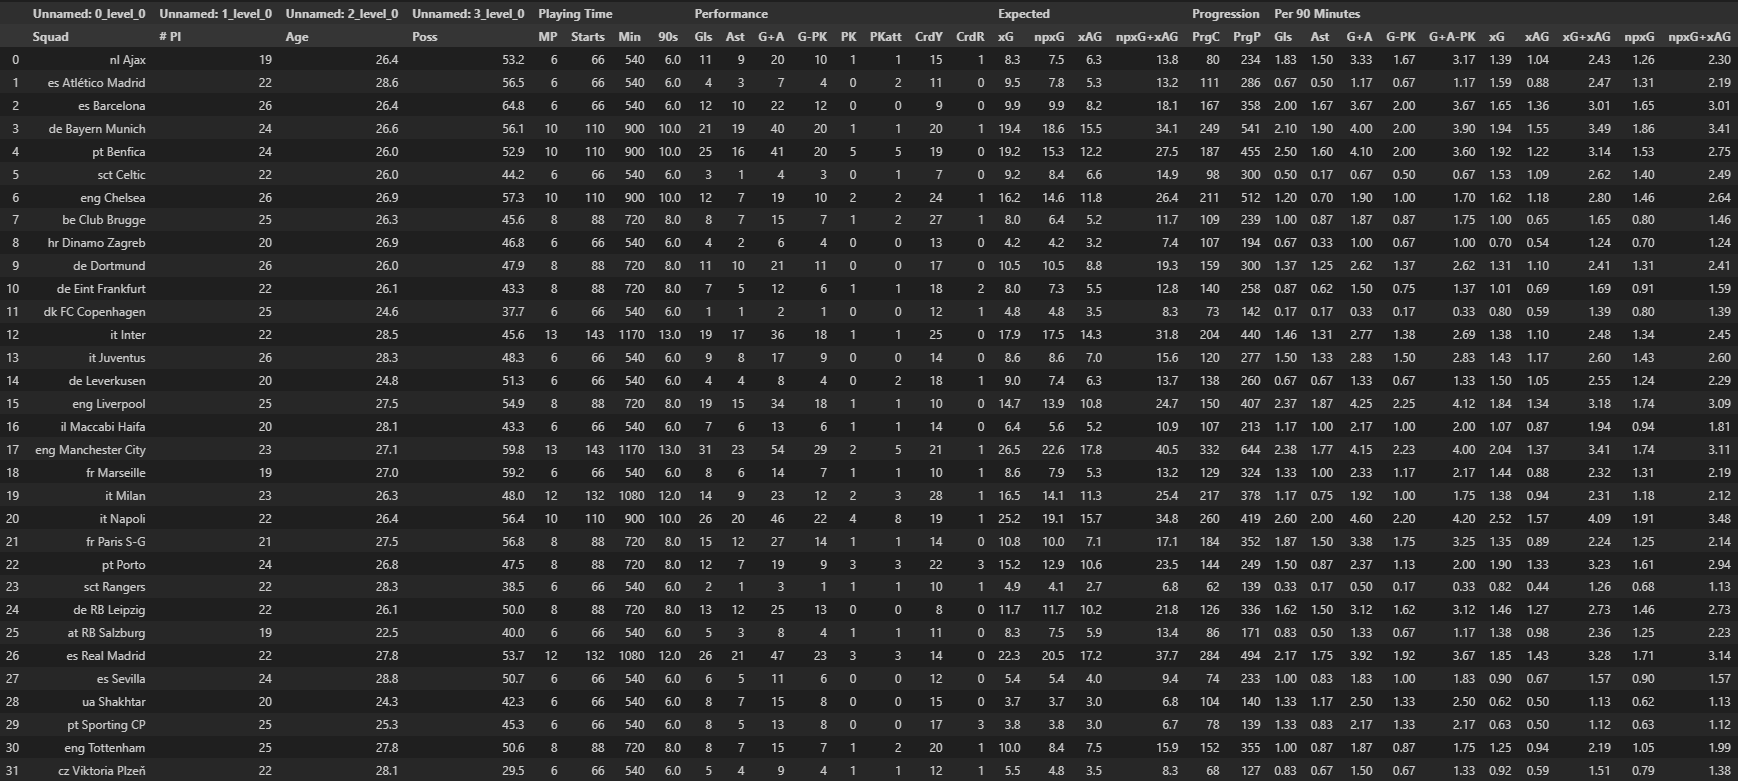 Unnamed: 0_level_0 Unnamed: 1_level_0 Unnamed: 2_level_0 Unnamed: 3_level_0 Playing Time Performance Expected Progression Per 90 Minutes
Squad # Pl Age Poss MP Starts Min 90s Gls Ast G+A G-PK PK PKatt CrdY CrdR xG npxG xAG npxG+xAG PrgC PrgP Gls Ast G+A G-PK G+A-PK xG xAG xG+xAG npxG npxG+xAG
0 nl Ajax 19 26.4 53.2 6 66 540 6.0 11 9 20 10 1 1 15 1 8.3 7.5 6.3 13.8 80 234 1.83 1.50 3.33 1.67 3.17 1.39 1.04 2.43 1.26 2.30
1 es Atlético Madrid 22 28.6 56.5 6 66 540 6.0 4 3 7 4 0 2 11 0 9.5 7.8 5.3 13.2 111 286 0.67 0.50 1.17 0.67 1.17 1.59 0.88 2.47 1.31 2.19
2 es Barcelona 26 26.4 64.8 6 66 540 6.0 12 10 22 12 0 0 9 0 9.9 9.9 8.2 18.1 167 358 2.00 1.67 3.67 2.00 3.67 1.65 1.36 3.01 1.65 3.01
3 de Bayern Munich 24 26.6 56.1 10 110 900 10.0 21 19 40 20 1 1 20 1 19.4 18.6 15.5 34.1 249 541 2.10 1.90 4.00 2.00 3.90 1.94 1.55 3.49 1.86 3.41
4 pt Benfica 24 26.0 52.9 10 110 900 10.0 25 16 41 20 5 5 19 0 19.2 15.3 12.2 27.5 187 455 2.50 1.60 4.10 2.00 3.60 1.92 1.22 3.14 1.53 2.75
5 sct Celtic 22 26.0 44.2 6 66 540 6.0 3 1 4 3 0 1 7 0 9.2 8.4 6.6 14.9 98 300 0.50 0.17 0.67 0.50 0.67 1.53 1.09 2.62 1.40 2.49
6 eng Chelsea 26 26.9 57.3 10 110 900 10.0 12 7 19 10 2 2 24 1 16.2 14.6 11.8 26.4 211 512 1.20 0.70 1.90 1.00 1.70 1.62 1.18 2.80 1.46 2.64
7 be Club Brugge 25 26.3 45.6 8 88 720 8.0 8 7 15 7 1 2 27 1 8.0 6.4 5.2 11.7 109 239 1.00 0.87 1.87 0.87 1.75 1.00 0.65 1.65 0.80 1.46
8 hr Dinamo Zagreb 20 26.9 46.8 6 66 540 6.0 4 2 6 4 0 0 13 0 4.2 4.2 3.2 7.4 107 194 0.67 0.33 1.00 0.67 1.00 0.70 0.54 1.24 0.70 1.24
9 de Dortmund 26 26.0 47.9 8 88 720 8.0 11 10 21 11 0 0 17 0 10.5 10.5 8.8 19.3 159 300 1.37 1.25 2.62 1.37 2.62 1.31 1.10 2.41 1.31 2.41
10 de Eint Frankfurt 22 26.1 43.3 8 88 720 8.0 7 5 12 6 1 1 18 2 8.0 7.3 5.5 12.8 140 258 0.87 0.62 1.50 0.75 1.37 1.01 0.69 1.69 0.91 1.59
11 dk FC Copenhagen 25 24.6 37.7 6 66 540 6.0 1 1 2 1 0 0 12 1 4.8 4.8 3.5 8.3 73 142 0.17 0.17 0.33 0.17 0.33 0.80 0.59 1.39 0.80 1.39
12 it Inter 22 28.5 45.6 13 143 1170 13.0 19 17 36 18 1 1 25 0 17.9 17.5 14.3 31.8 204 440 1.46 1.31 2.77 1.38 2.69 1.38 1.10 2.48 1.34 2.45
13 it Juventus 26 28.3 48.3 6 66 540 6.0 9 8 17 9 0 0 14 0 8.6 8.6 7.0 15.6 120 277 1.50 1.33 2.83 1.50 2.83 1.43 1.17 2.60 1.43 2.60
14 de Leverkusen 20 24.8 51.3 6 66 540 6.0 4 4 8 4 0 2 18 1 9.0 7.4 6.3 13.7 138 260 0.67 0.67 1.33 0.67 1.33 1.50 1.05 2.55 1.24 2.29
15 eng Liverpool 25 27.5 54.9 8 88 720 8.0 19 15 34 18 1 1 10 0 14.7 13.9 10.8 24.7 150 407 2.37 1.87 4.25 2.25 4.12 1.84 1.34 3.18 1.74 3.09
16 il Maccabi Haifa 20 28.1 43.3 6 66 540 6.0 7 6 13 6 1 1 14 0 6.4 5.6 5.2 10.9 107 213 1.17 1.00 2.17 1.00 2.00 1.07 0.87 1.94 0.94 1.81
17 eng Manchester City 23 27.1 59.8 13 143 1170 13.0 31 23 54 29 2 5 21 1 26.5 22.6 17.8 40.5 332 644 2.38 1.77 4.15 2.23 4.00 2.04 1.37 3.41 1.74 3.11
18 fr Marseille 19 27.0 59.2 6 66 540 6.0 8 6 14 7 1 1 10 1 8.6 7.9 5.3 13.2 129 324 1.33 1.00 2.33 1.17 2.17 1.44 0.88 2.32 1.31 2.19
19 it Milan 23 26.3 48.0 12 132 1080 12.0 14 9 23 12 2 3 28 1 16.5 14.1 11.3 25.4 217 378 1.17 0.75 1.92 1.00 1.75 1.38 0.94 2.31 1.18 2.12
20 it Napoli 22 26.4 56.4 10 110 900 10.0 26 20 46 22 4 8 19 1 25.2 19.1 15.7 34.8 260 419 2.60 2.00 4.60 2.20 4.20 2.52 1.57 4.09 1.91 3.48
21 fr Paris S-G 21 27.5 56.8 8 88 720 8.0 15 12 27 14 1 1 14 0 10.8 10.0 7.1 17.1 184 352 1.87 1.50 3.38 1.75 3.25 1.35 0.89 2.24 1.25 2.14
22 pt Porto 24 26.8 47.5 8 88 720 8.0 12 7 19 9 3 3 22 3 15.2 12.9 10.6 23.5 144 249 1.50 0.87 2.37 1.13 2.00 1.90 1.33 3.23 1.61 2.94
23 sct Rangers 22 28.3 38.5 6 66 540 6.0 2 1 3 1 1 1 10 1 4.9 4.1 2.7 6.8 62 139 0.33 0.17 0.50 0.17 0.33 0.82 0.44 1.26 0.68 1.13
24 de RB Leipzig 22 26.1 50.0 8 88 720 8.0 13 12 25 13 0 0 8 0 11.7 11.7 10.2 21.8 126 336 1.62 1.50 3.12 1.62 3.12 1.46 1.27 2.73 1.46 2.73
25 at RB Salzburg 19 22.5 40.0 6 66 540 6.0 5 3 8 4 1 1 11 0 8.3 7.5 5.9 13.4 86 171 0.83 0.50 1.33 0.67 1.17 1.38 0.98 2.36 1.25 2.23
26 es Real Madrid 22 27.8 53.7 12 132 1080 12.0 26 21 47 23 3 3 14 0 22.3 20.5 17.2 37.7 284 494 2.17 1.75 3.92 1.92 3.67 1.85 1.43 3.28 1.71 3.14
27 es Sevilla 24 28.8 50.7 6 66 540 6.0 6 5 11 6 0 0 12 0 5.4 5.4 4.0 9.4 74 233 1.00 0.83 1.83 1.00 1.83 0.90 0.67 1.57 0.90 1.57
28 ua Shakhtar 20 24.3 42.3 6 66 540 6.0 8 7 15 8 0 0 15 0 3.7 3.7 3.0 6.8 104 140 1.33 1.17 2.50 1.33 2.50 0.62 0.50 1.13 0.62 1.13
29 pt Sporting CP 25 25.3 45.3 6 66 540 6.0 8 5 13 8 0 0 17 3 3.8 3.8 3.0 6.7 78 139 1.33 0.83 2.17 1.33 2.17 0.63 0.50 1.12 0.63 1.12
30 eng Tottenham 25 27.8 50.6 8 88 720 8.0 8 7 15 7 1 2 20 1 10.0 8.4 7.5 15.9 152 355 1.00 0.87 1.87 0.87 1.75 1.25 0.94 2.19 1.05 1.99
31 cz Viktoria Plzeň 22 28.1 29.5 6 66 540 6.0 5 4 9 4 1 1 12 0 5.5 4.8 3.5 8.3 68 127 0.83 0.67 1.50 0.67 1.33 0.92 0.59 1.51 0.79 1.38